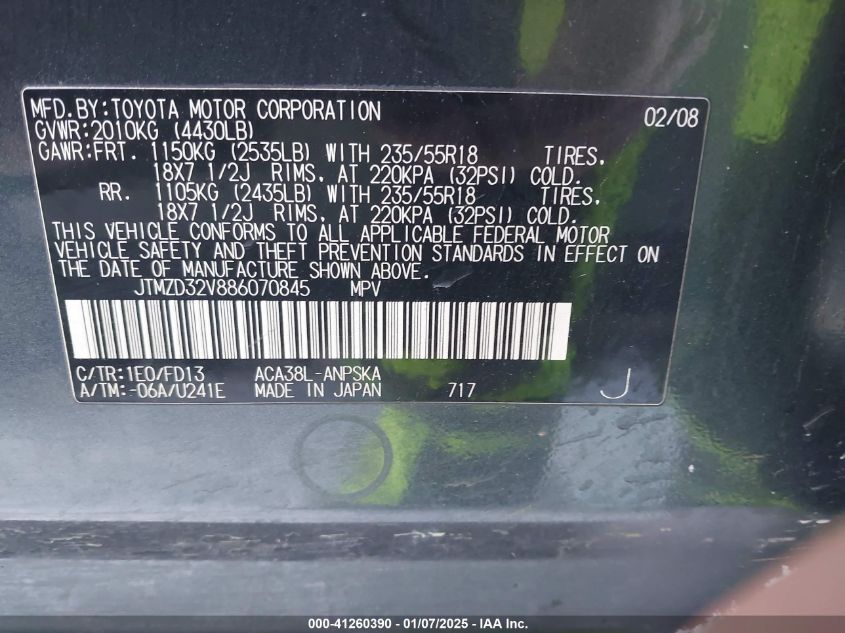 MFD.BY:TOYOTA MOTOR CORPORATION 02/08
GVWR:2010KG (4430LB)
GAWR:FRT. 1150KG (2535LB) WITH 235/55R18 TIRES,
18X7 1/2J RIMS, AT 220KPA (32PSI) COLD.
RR. 1105KG (2435LB) WITH 235/55R18 TIRES,
18X7 1/2J RIMS, AT 220KPA (32PSI) COLD.
THIS VEHICLE CONFORMS TO ALL APPLICABLE FEDERAL MOTOR
VEHICLE SAFETY AND THEFT PREVENTION STANDARDS IN EFFECT ON
THE DATE OF MANUFACTURE SHOWN ABOVE.
JTMZD32V886070845 MPV
C/TR:1E0/FD13 ACA38L-ANPSKA
A/TM:-06A/U241E MADE IN JAPAN 717 J
000-41260390 - 01/07/2025 - IAA Inc.